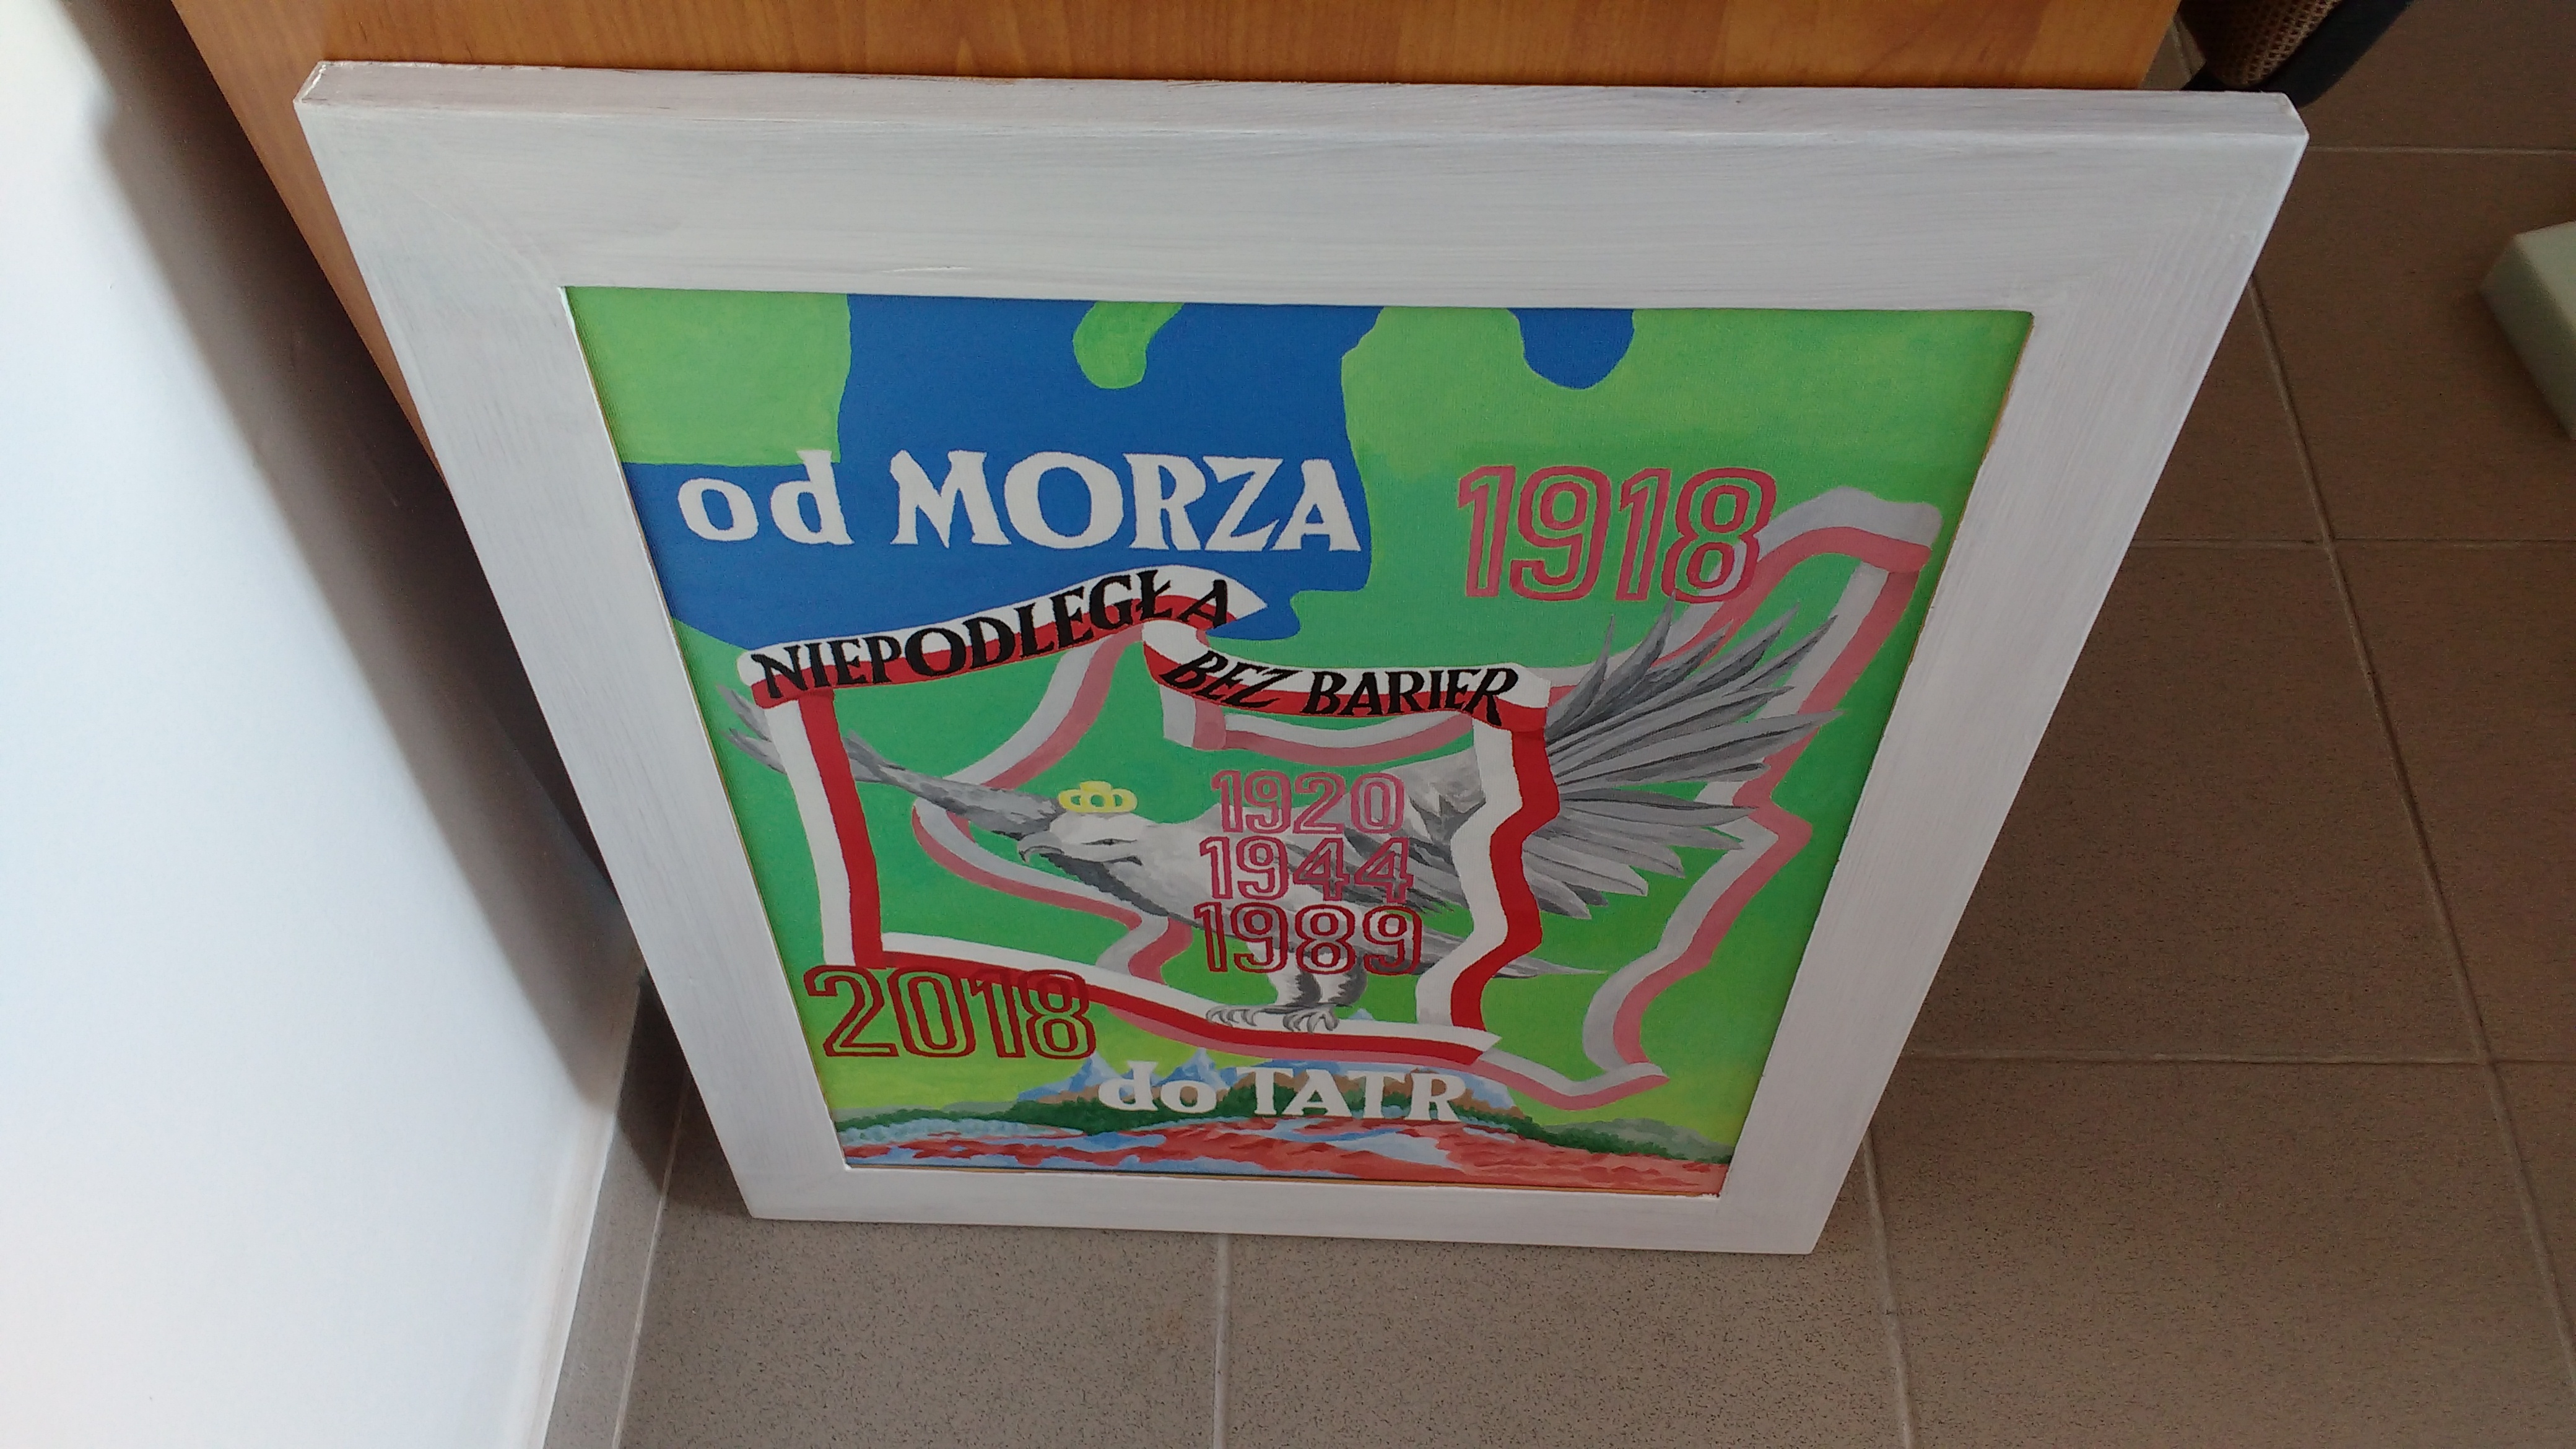 od MORZA
1918
NIEPODLEGŁA
BEZ BARIER
1920
1944
1989
2018
do TATR